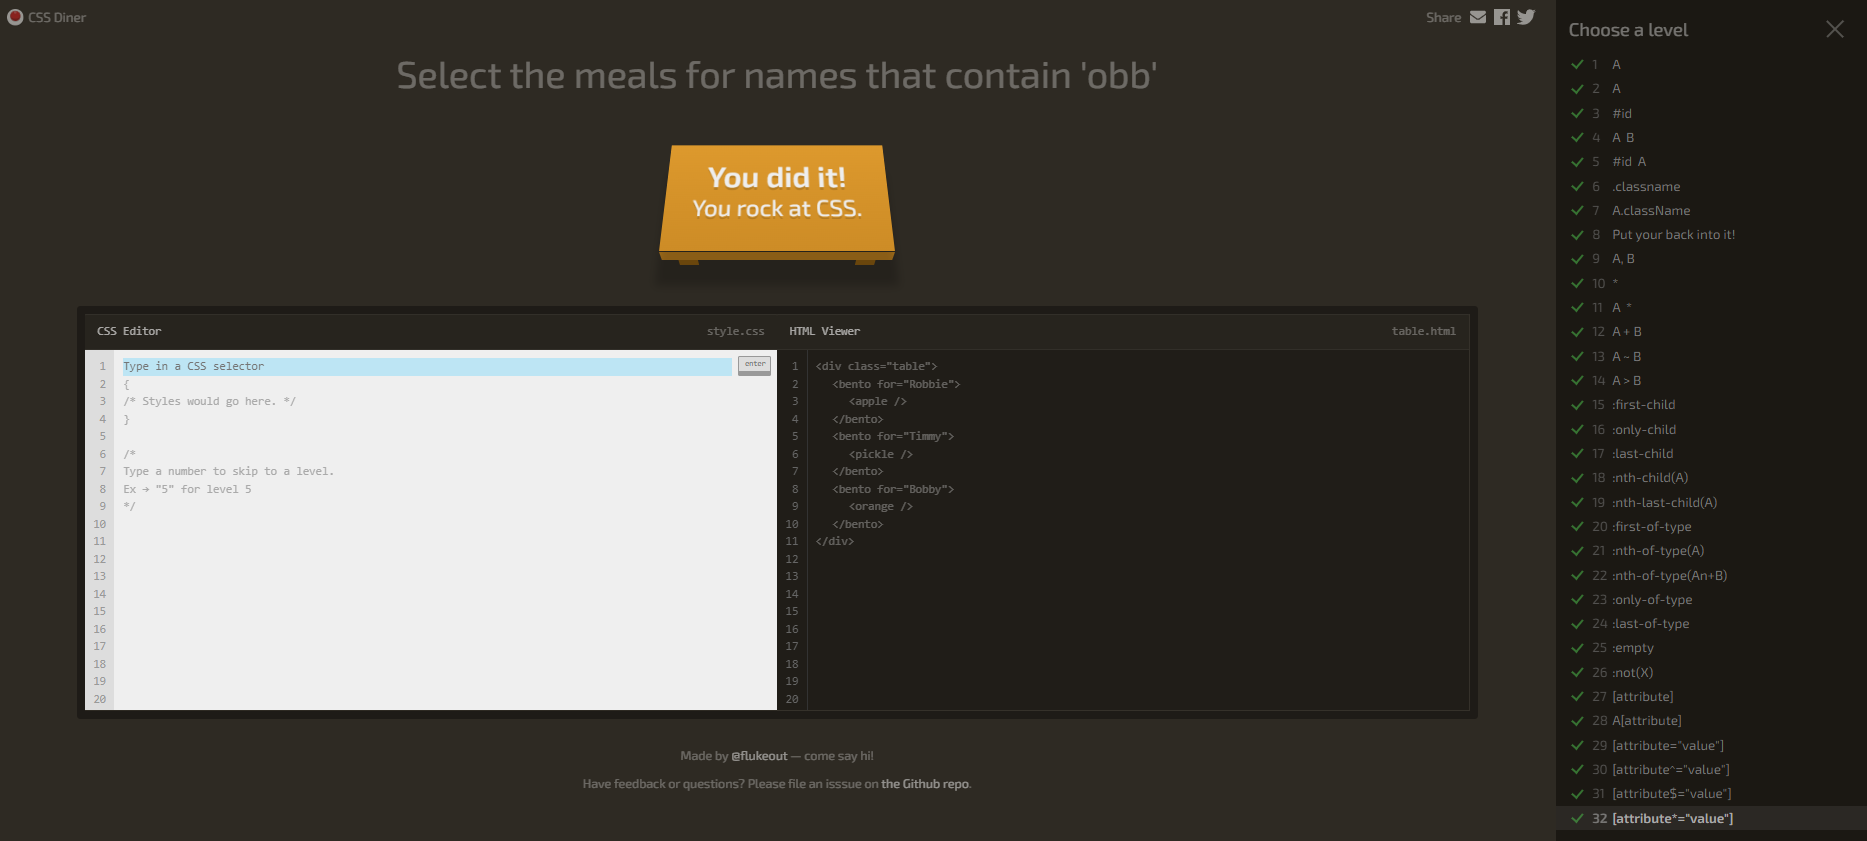 CSS Diner
Share
Select the meals for names that contain 'obb'
You did it!
You rock at CSS.
CSS Editor
style.css
1 Type in a CSS selector
enter
2 {
3 /* Styles would go here. */
4 }
5
6 /*
7 Type a number to skip to a level.
8 Ex → "5" for level 5
9 */
10
11
12
13
14
15
16
17
18
19
20
HTML Viewer
table.html
1 <div class="table">
2 <bento for="Robbie">
3 <apple />
4 </bento>
5 <bento for="Timmy">
6 <pickle />
7 </bento>
8 <bento for="Bobby">
9 <orange />
10 </bento>
11 </div>
12
13
14
15
16
17
18
19
20
Made by @flukeout — come say hi!
Have feedback or questions? Please file an isssue on the Github repo.
Choose a level
1 A
2 A
3 #id
4 A B
5 #id A
6 .classname
7 A.className
8 Put your back into it!
9 A, B
10 *
11 A *
12 A + B
13 A ~ B
14 A > B
15 :first-child
16 :only-child
17 :last-child
18 :nth-child(A)
19 :nth-last-child(A)
20 :first-of-type
21 :nth-of-type(A)
22 :nth-of-type(An+B)
23 :only-of-type
24 :last-of-type
25 :empty
26 :not(X)
27 [attribute]
28 A[attribute]
29 [attribute="value"]
30 [attribute^="value"]
31 [attribute$="value"]
32 [attribute*="value"]